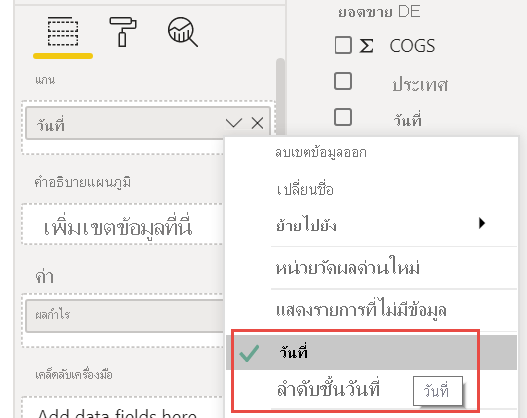 แกน
วันที่
คำอธิบายแผนภูมิ
เพิ่มเขตข้อมูลที่นี่
ค่า
ผลกำไร
เคล็ดลับเครื่องมือ
Add data fields here
ยอดขาย DE
Σ COGS
ประเทศ
วันที่
ลบเขตข้อมูลออก
เปลี่ยนชื่อ
ย้ายไปยัง
หน่วยวัดผลด่วนใหม่
แสดงรายการที่ไม่มีข้อมูล
วันที่
ลำดับชั้นวันที่
วันที่